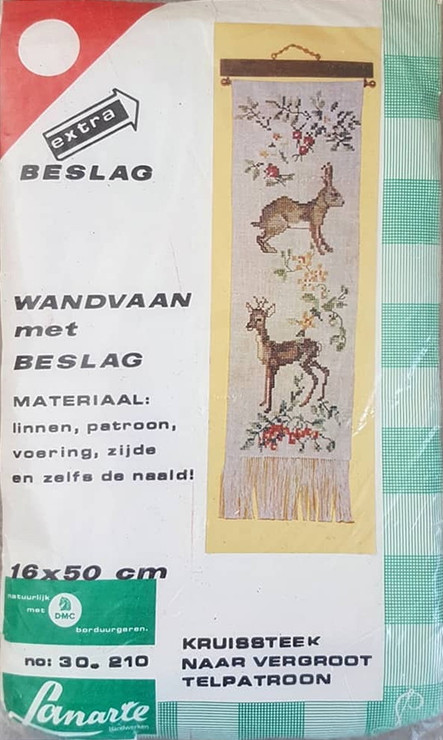 extra
BESLAG
WANDVAAN
met
BESLAG
MATERIAAL:
linnen, patroon,
voering, zijde
en zelfs de naald!
16x50 cm
natuurlijk
met
DMC
borduurgaren.
no: 30. 210
Lanarte
Handwerken
KRUISSTEEK
NAAR VERGROOT
TELPATROON